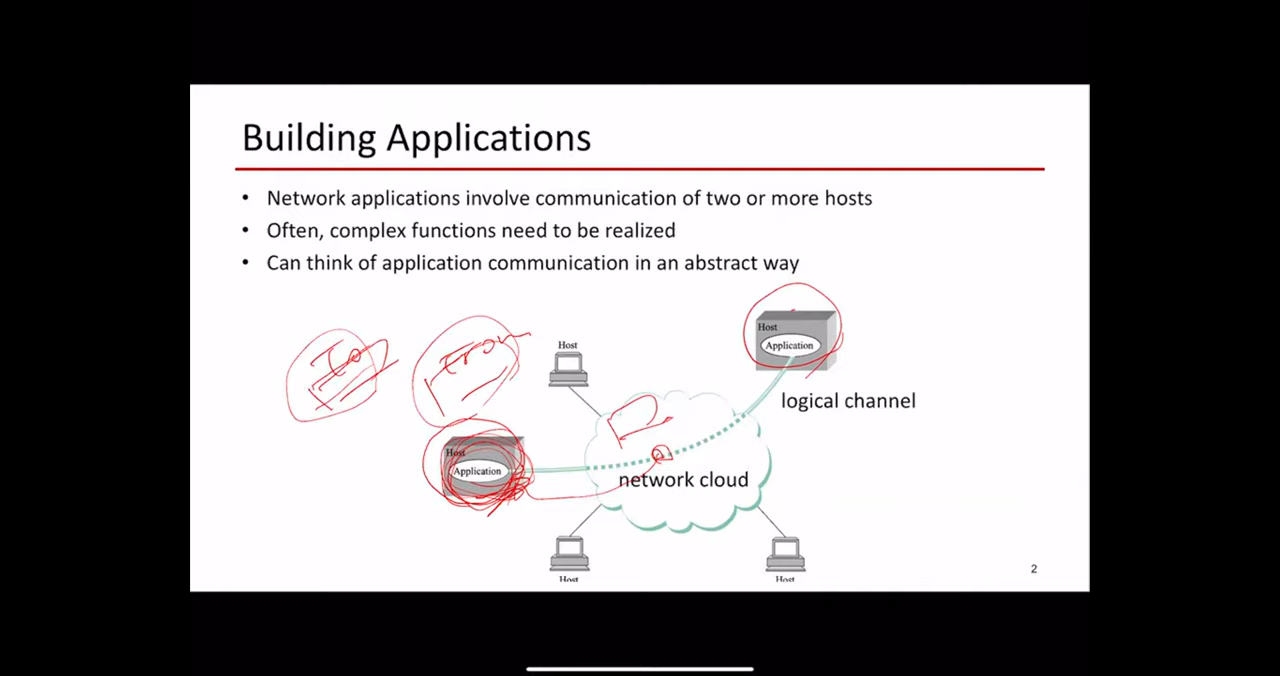 Building Applications
• Network applications involve communication of two or more hosts
• Often, complex functions need to be realized
• Can think of application communication in an abstract way
Host
Application
Host
logical channel
To
From
Host
Application
R
network cloud
Host
Host
2